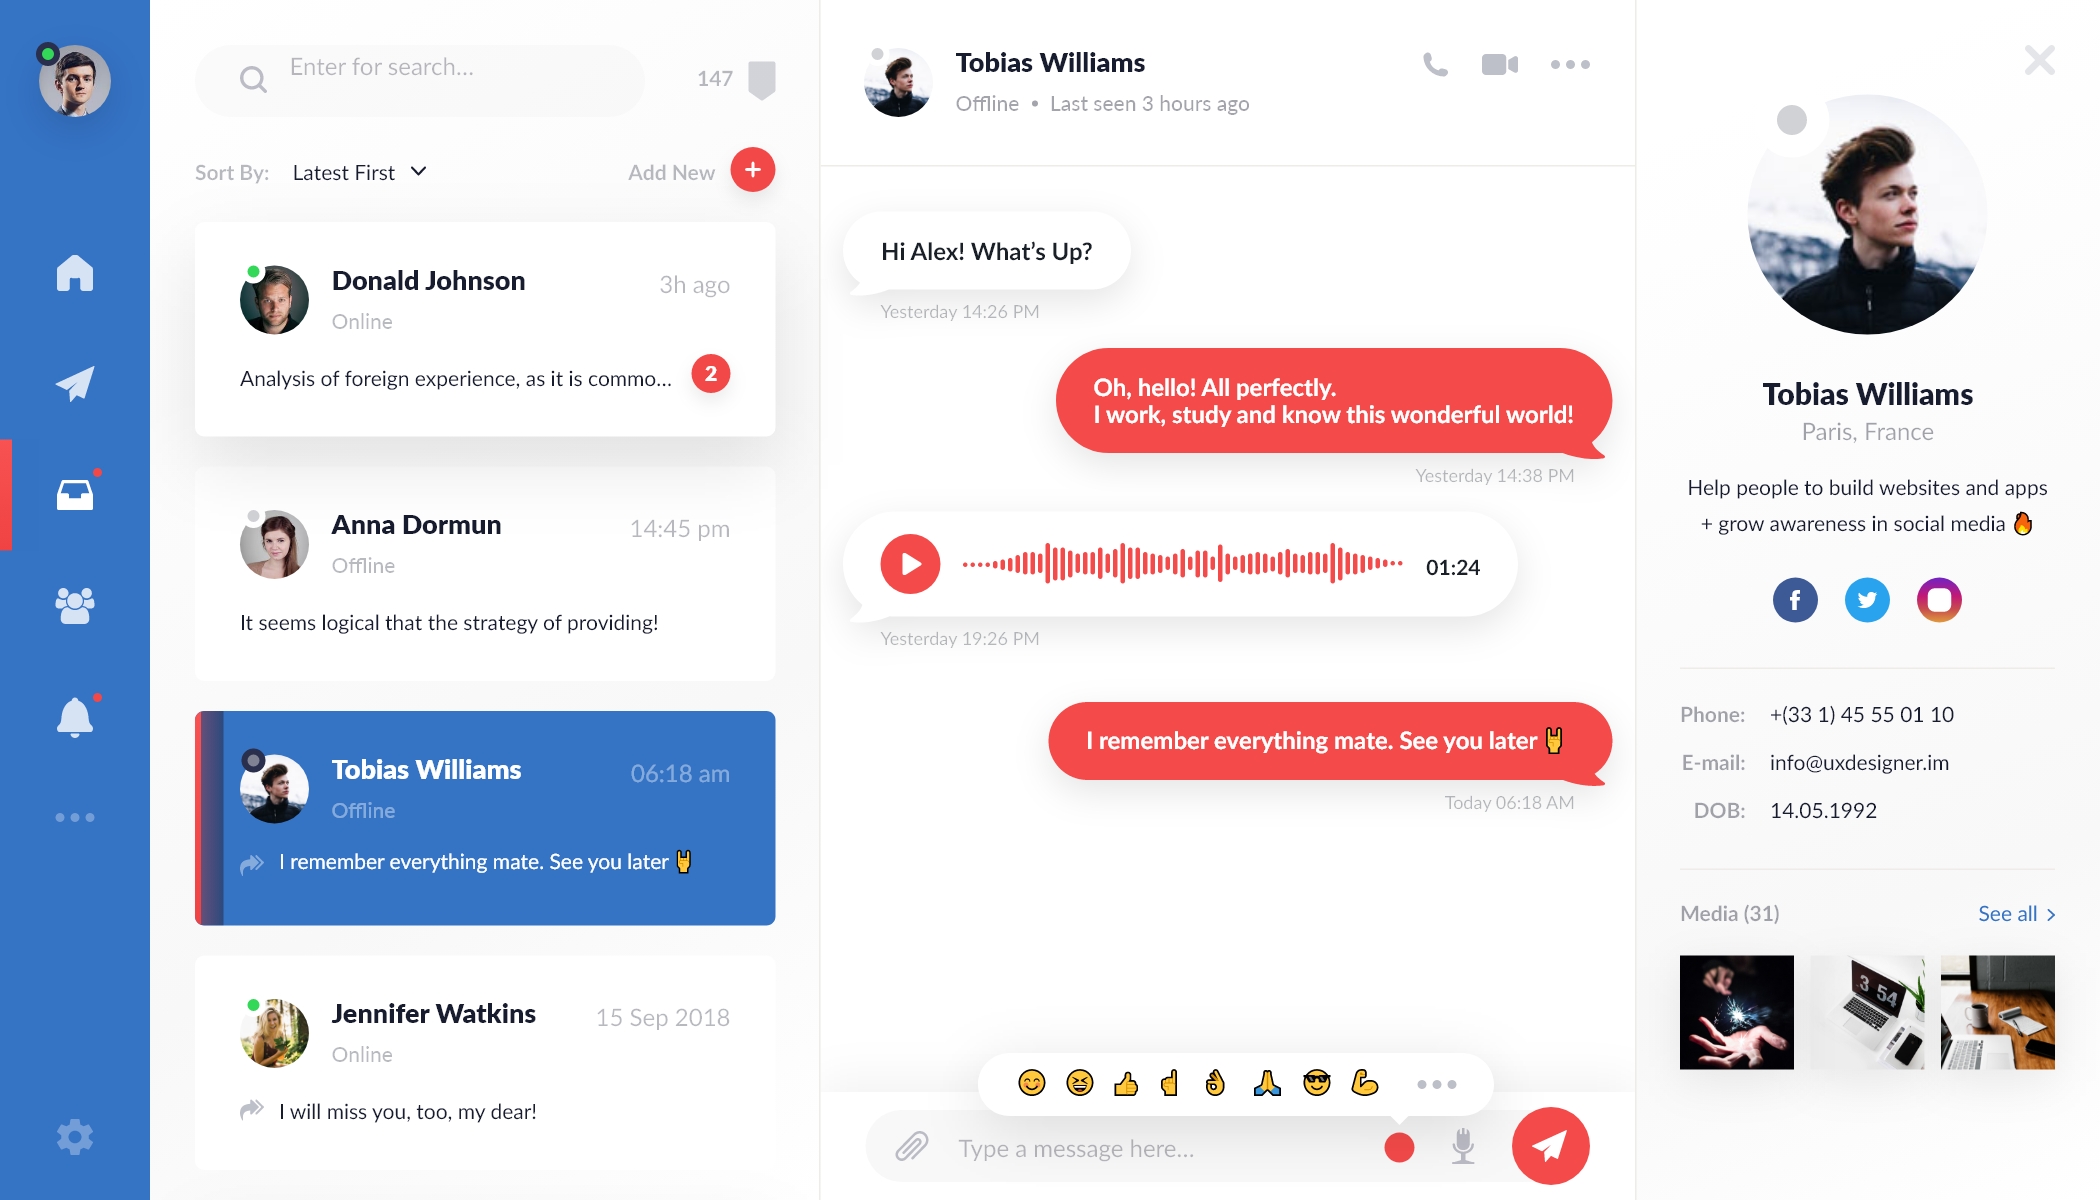 Enter for search...
147
Sort By: Latest First
Add New
Donald Johnson
3h ago
Online
Analysis of foreign experience, as it is commo...
2
Anna Dormun
14:45 pm
Offline
It seems logical that the strategy of providing!
Tobias Williams
06:18 am
Offline
I remember everything mate. See you later 🤘
Jennifer Watkins
15 Sep 2018
Online
I will miss you, too, my dear!
Tobias Williams
Offline • Last seen 3 hours ago
Hi Alex! What’s Up?
Yesterday 14:26 PM
Oh, hello! All perfectly.
I work, study and know this wonderful world!
Yesterday 14:38 PM
01:24
Yesterday 19:26 PM
I remember everything mate. See you later 🤘
Today 06:18 AM
😊 😆 👍 ☝ 👌 🙏 😎 💪
Type a message here...
Tobias Williams
Paris, France
Help people to build websites and apps
+ grow awareness in social media 🔥
f
Phone: +(33 1) 45 55 01 10
E-mail: info@uxdesigner.im
DOB: 14.05.1992
Media (31)
See all >
3 54